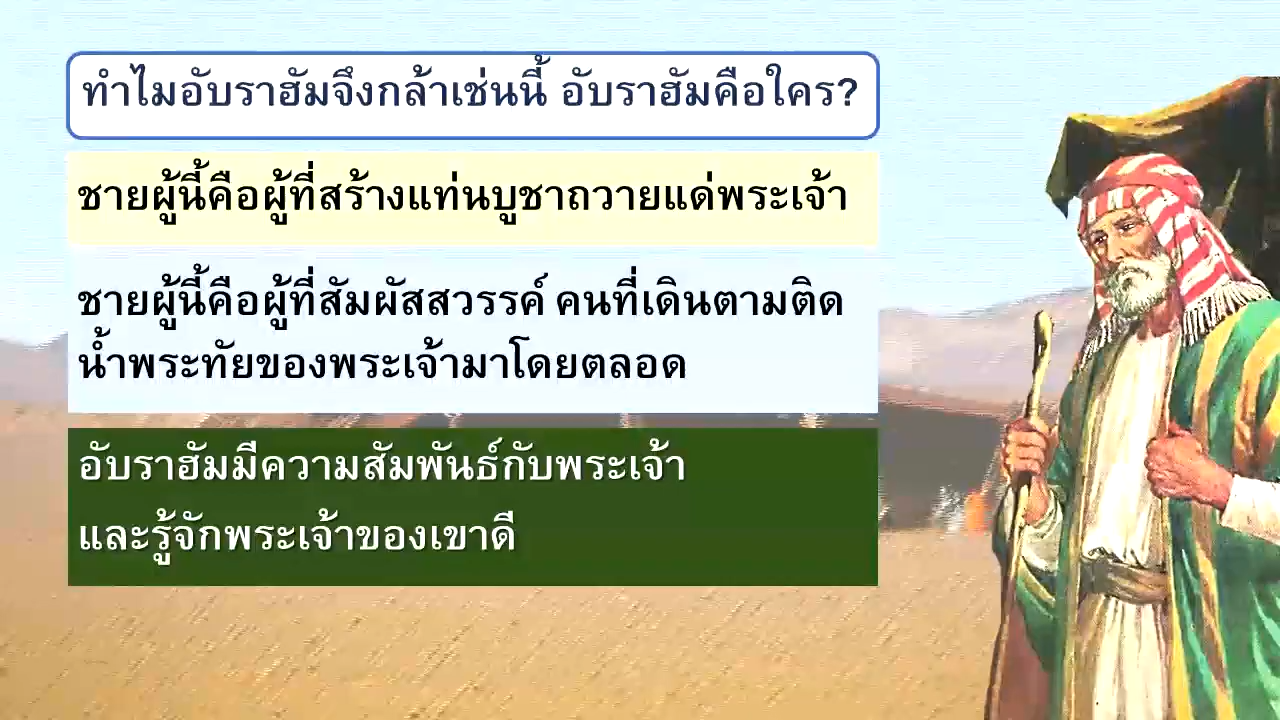 ทำไมอับราฮัมจึงกล้าเช่นนี้ อับราฮัมคือใคร?
ชายผู้นี้คือผู้ที่สร้างแท่นบูชาถวายแด่พระเจ้า
ชายผู้นี้คือผู้ที่สัมผัสสวรรค์ คนที่เดินตามติด
น้ำพระทัยของพระเจ้ามาโดยตลอด
อับราฮัมมีความสัมพันธ์กับพระเจ้า
และรู้จักพระเจ้าของเขาดี